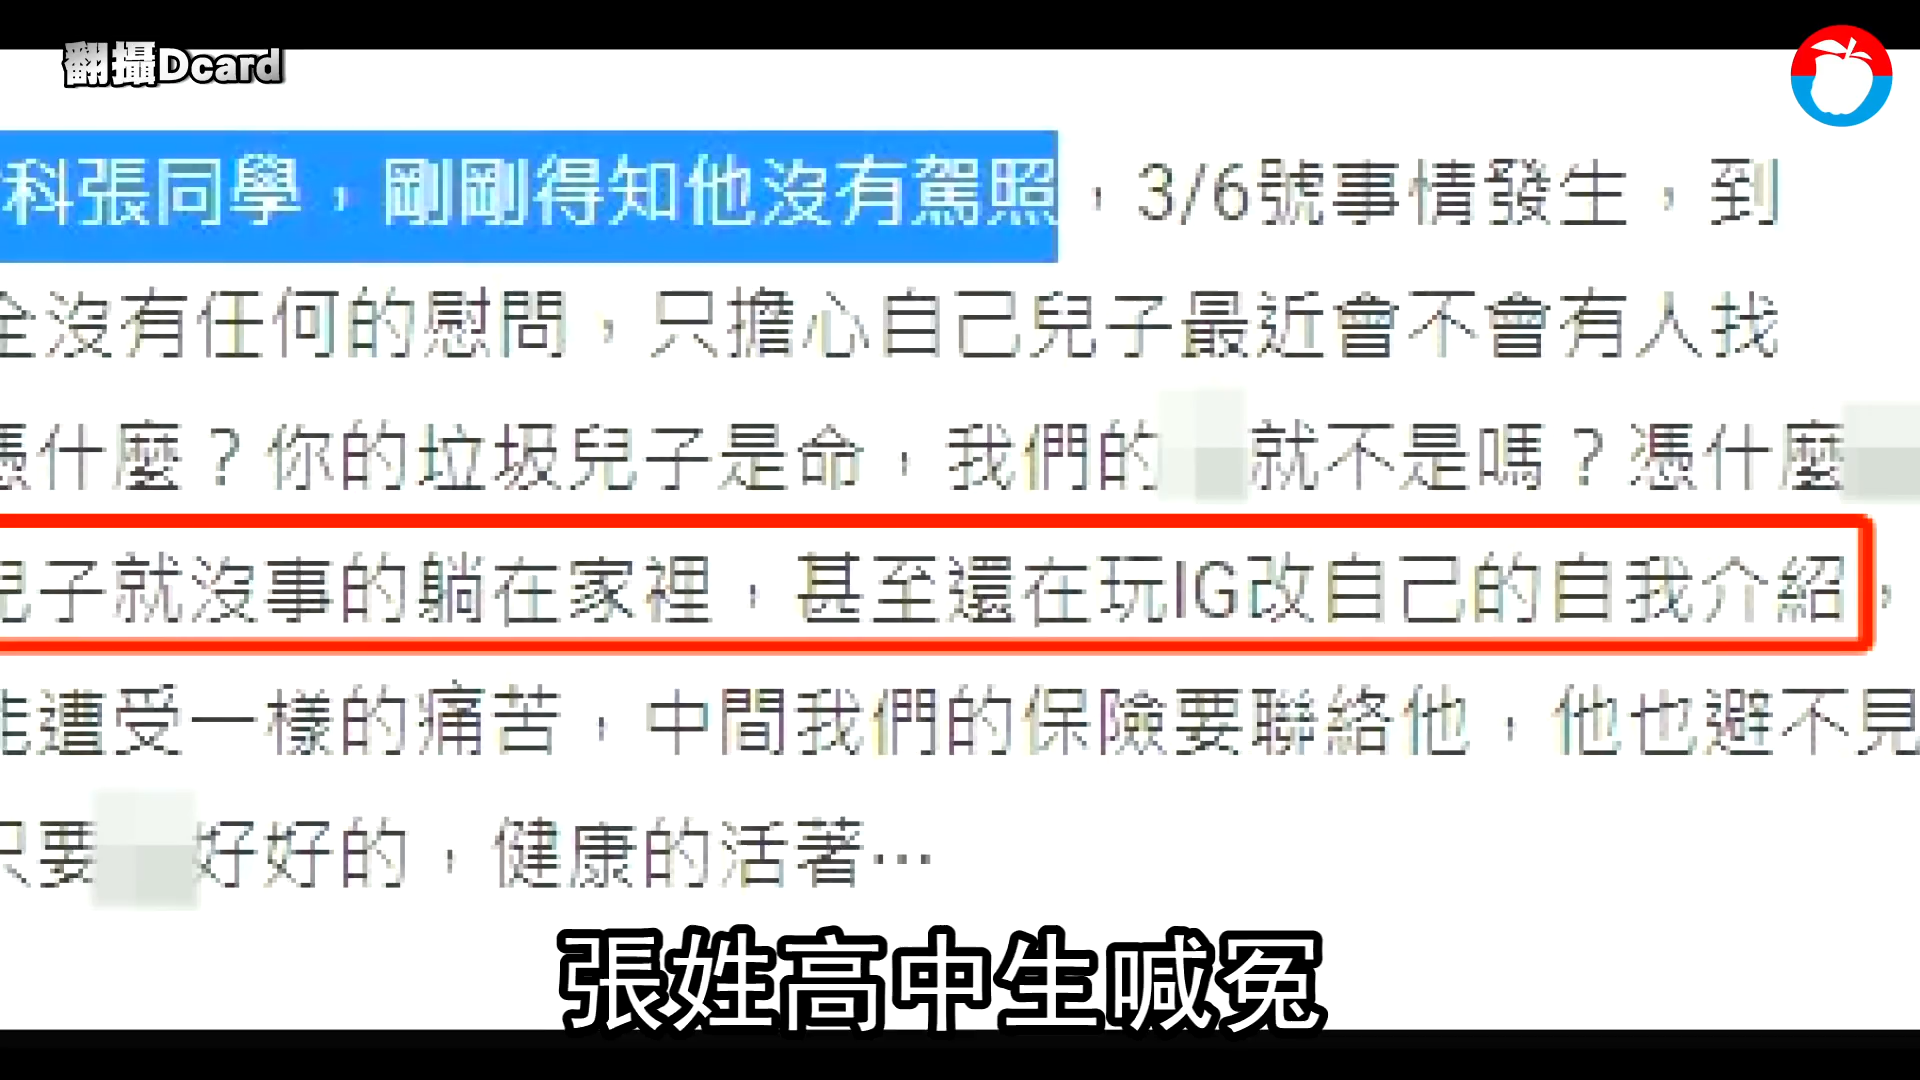 翻攝Dcard
科張同學，剛剛得知他沒有駕照，3/6號事情發生，到
全沒有任何的慰問，只擔心自己兒子最近會不會有人找
憑什麼？你的垃圾兒子是命，我們的 就不是嗎？憑什麼
兒子就沒事的躺在家裡，甚至還在玩IG改自己的自我介紹，
能遭受一樣的痛苦，中間我們的保險要聯絡他，他也避不見
只要 好好的，健康的活著…
張姓高中生喊冤